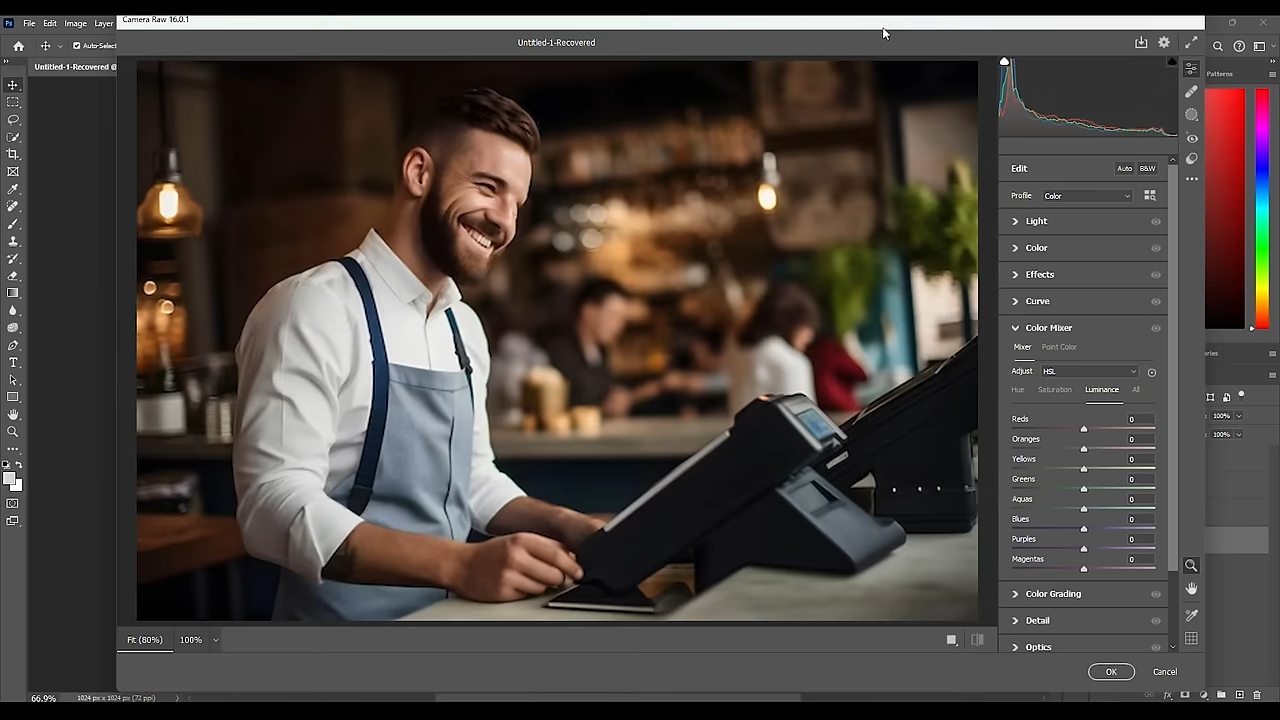 Camera Raw 16.0.1
Ps File Edit Image Layer
Untitled-1-Recovered
Auto-Select
Untitled-1-Recovered @
Patterns
Edit Auto B&W
Profile Color
Light
Color
Effects
Curve
Color Mixer
Mixer Point Color
Adjust HSL
Hue Saturation Luminance All
Reds 0
Oranges 0
Yellows 0
Greens 0
Aquas 0
Blues 0
Purples 0
Magentas 0
100%
100%
Color Grading
Detail
Optics
Fit (80%) 100%
OK Cancel
66.9% 1024 px x 1024 px (72 ppi)
fx